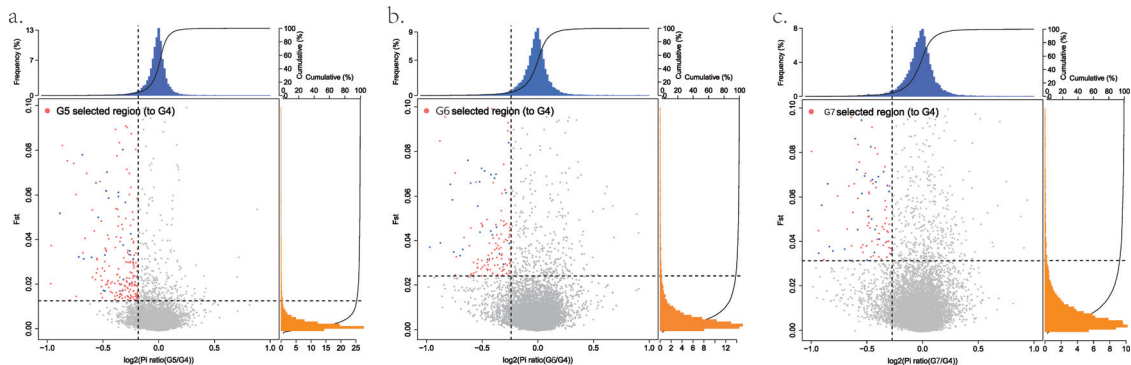 a.
Frequency (%)
13
7
0
100
80
60
40
20
0
Cumulative (%)
Cumulative (%)
0 20 40 60 80 100
G5 selected region (to G4)
Fst
0.10
0.08
0.06
0.04
0.02
0.00
−1.0 −0.5 0.0 0.5 1.0
log2(Pi ratio(G5/G4))
0 5 10 15 20 25
Frequency (%)
b.
Frequency (%)
9
5
0
100
80
60
40
20
0
Cumulative (%)
Cumulative (%)
0 20 40 60 80 100
G6 selected region (to G4)
Fst
0.10
0.08
0.06
0.04
0.02
0.00
−1.0 −0.5 0.0 0.5 1.0
log2(Pi ratio(G6/G4))
0 2 4 6 8 10 14
Frequency (%)
c.
Frequency (%)
8
4
0
100
80
60
40
20
0
Cumulative (%)
Cumulative (%)
0 20 40 60 80 100
G7 selected region (to G4)
Fst
0.10
0.08
0.06
0.04
0.02
0.00
−1.0 −0.5 0.0 0.5 1.0
log2(Pi ratio(G7/G4))
0 2 4 6 8 10
Frequency (%)